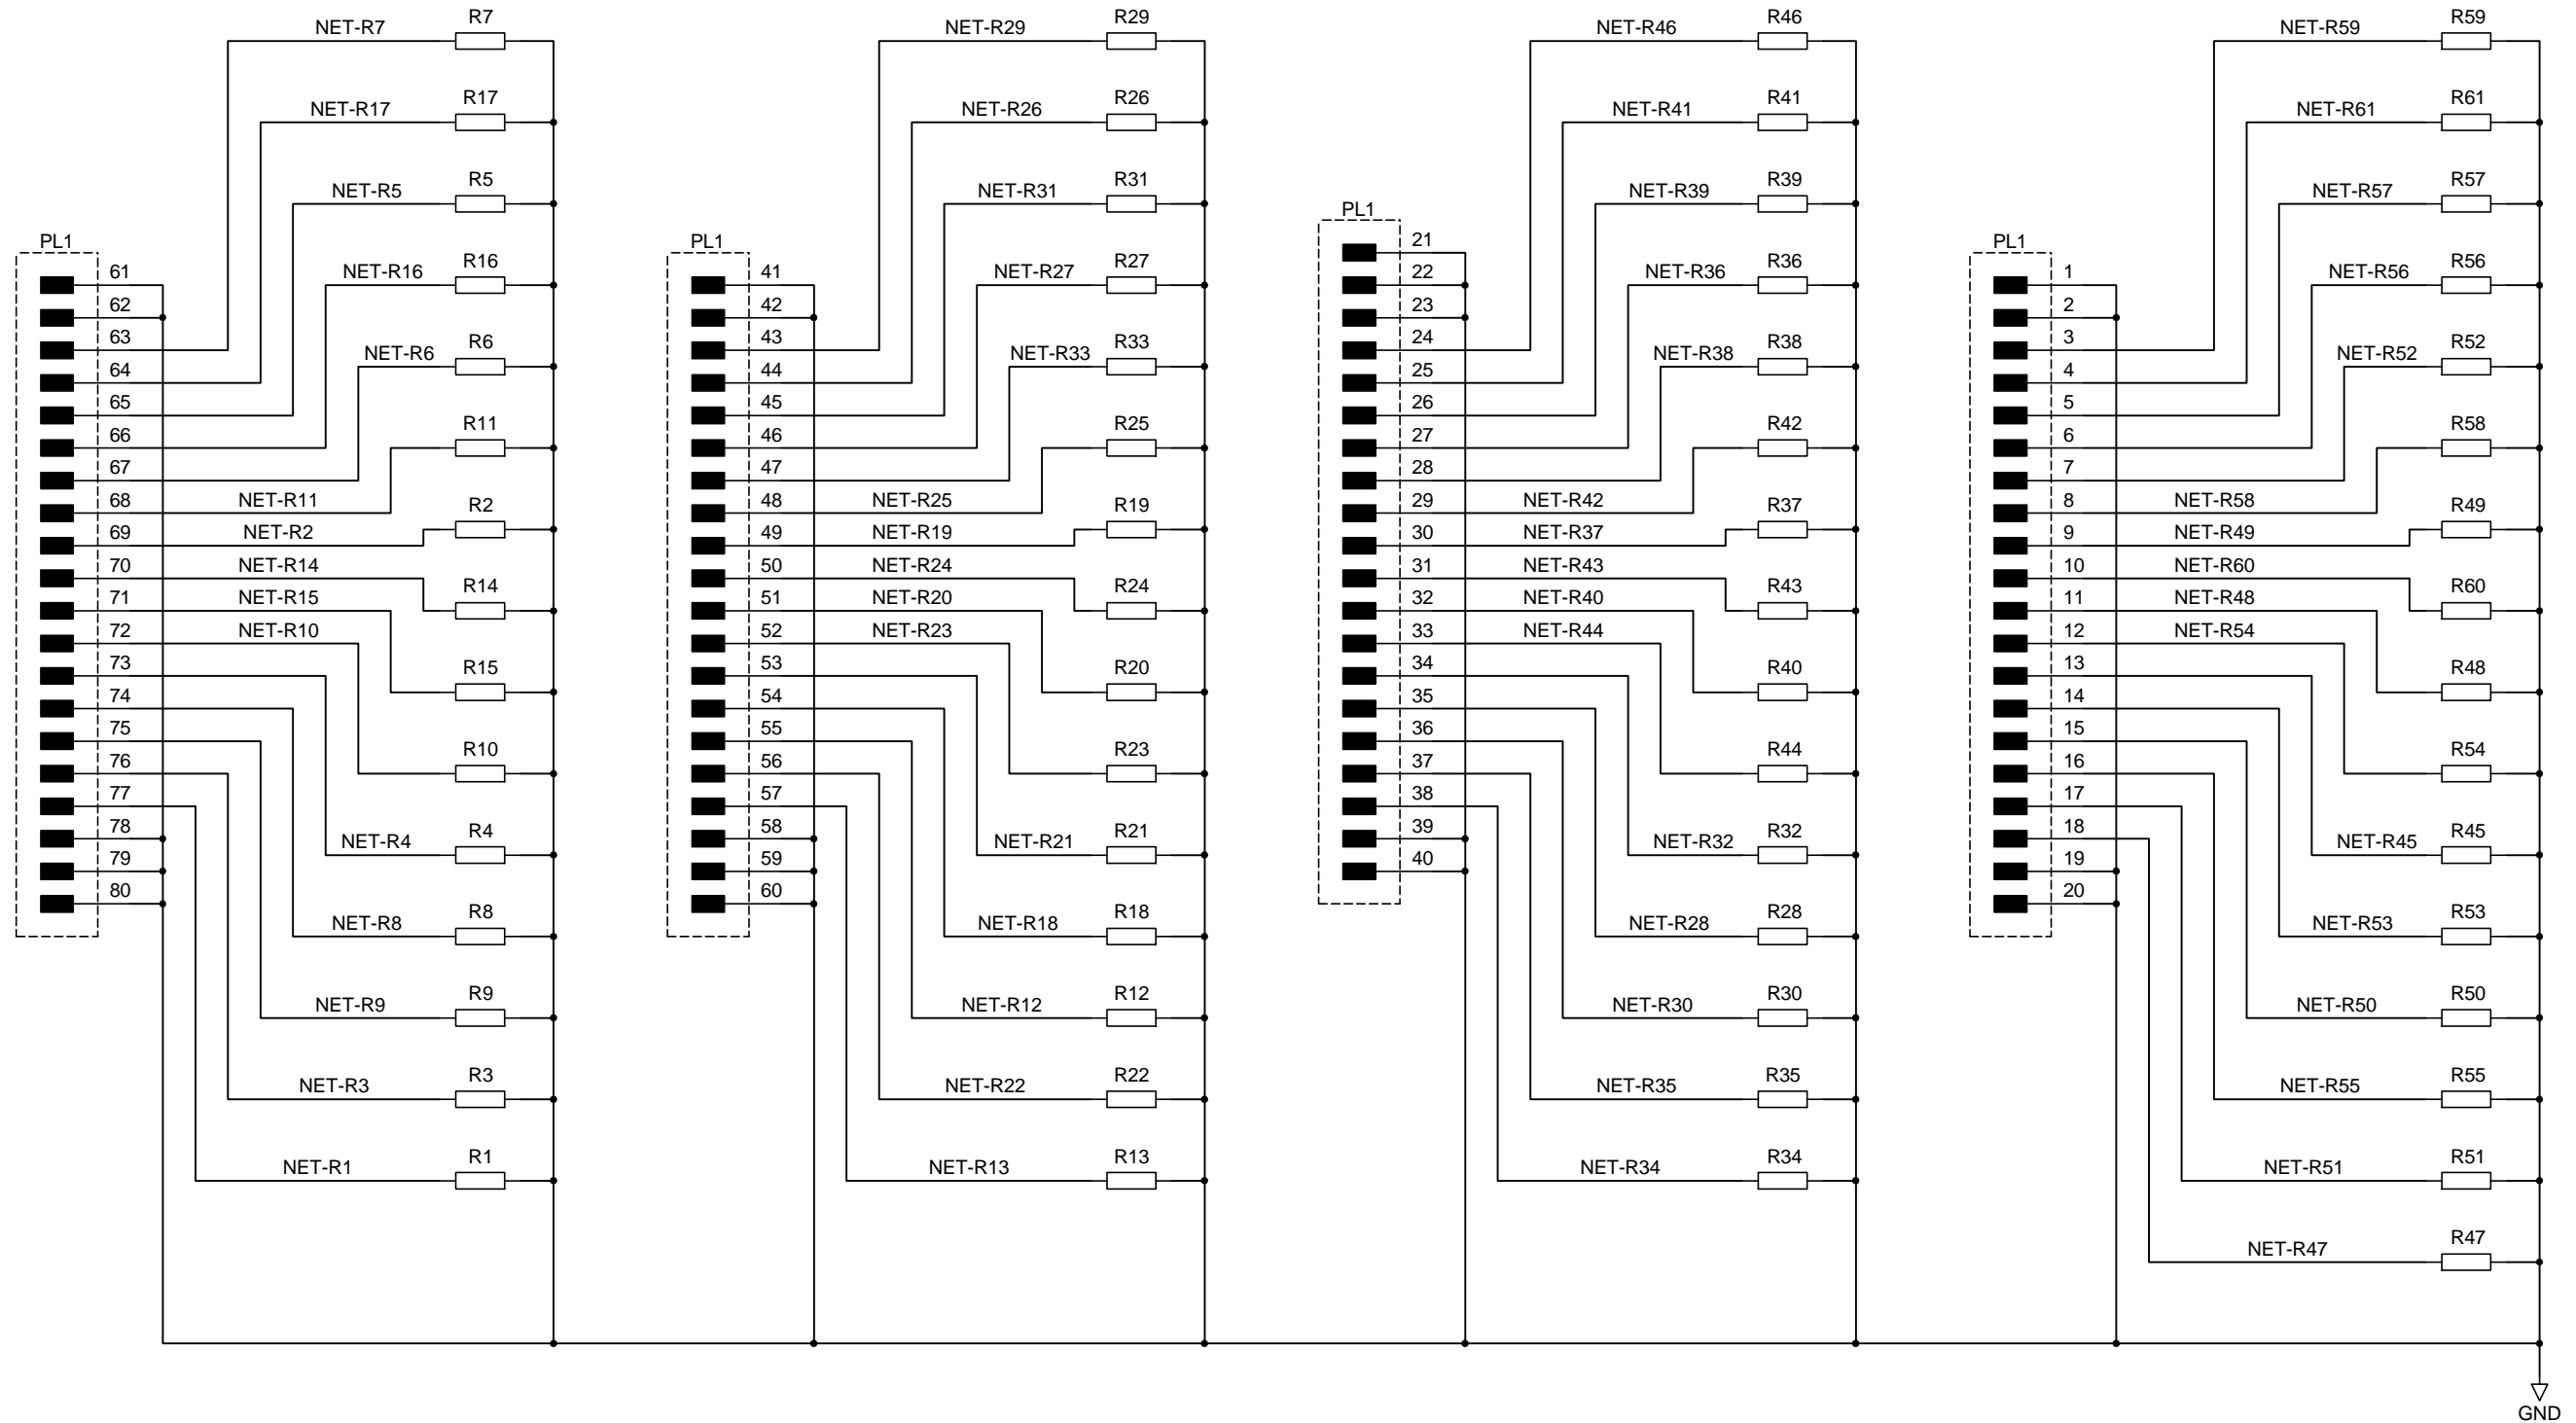 NET-R7 R7
NET-R17 R17
NET-R5 R5
PL1
61
NET-R16 R16
62
63
NET-R6 R6
64
65
66
R11
67
68 NET-R11
69 NET-R2 R2
70 NET-R14
R14
71 NET-R15
72 NET-R10
73
R15
74
75
R10
76
77
78
NET-R4 R4
79
80
NET-R8 R8
NET-R9 R9
NET-R3 R3
NET-R1 R1
NET-R29 R29
NET-R26 R26
NET-R31 R31
PL1
41
NET-R27 R27
42
43
NET-R33 R33
44
45
46
R25
47
48 NET-R25
49 NET-R19 R19
50 NET-R24
R24
51 NET-R20
52 NET-R23
53
R20
54
55
R23
56
57
58
NET-R21 R21
59
60
NET-R18 R18
NET-R12 R12
NET-R22 R22
NET-R13 R13
NET-R46 R46
NET-R41 R41
NET-R39 R39
PL1
21
22
NET-R36 R36
23
24
NET-R38 R38
25
26
27
R42
28
29 NET-R42
30 NET-R37 R37
31 NET-R43
R43
32 NET-R40
33 NET-R44
34
R40
35
36
R44
37
38
39
NET-R32 R32
40
NET-R28 R28
NET-R30 R30
NET-R35 R35
NET-R34 R34
NET-R59 R59
NET-R61 R61
NET-R57 R57
PL1
1
NET-R56 R56
2
3
NET-R52 R52
4
5
6
R58
7
8 NET-R58
9 NET-R49 R49
10 NET-R60
R60
11 NET-R48
12 NET-R54
13
R48
14
15
R54
16
17
18
NET-R45 R45
19
20
NET-R53 R53
NET-R50 R50
NET-R55 R55
NET-R51 R51
NET-R47 R47
GND